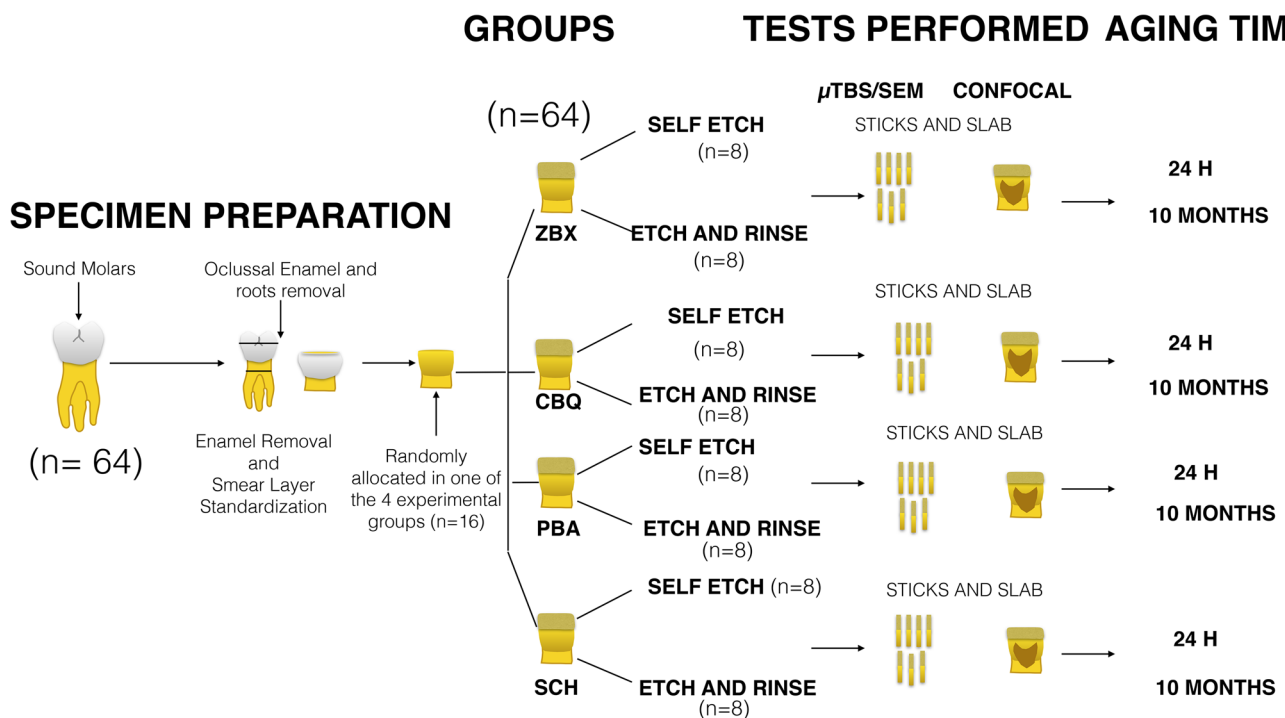 GROUPS
TESTS PERFORMED
AGING TIM
SPECIMEN PREPARATION
Sound Molars
(n= 64)
Oclussal Enamel and
roots removal
Enamel Removal
and
Smear Layer
Standardization
Randomly
allocated in one of
the 4 experimental
groups (n=16)
(n=64)
µTBS/SEM
CONFOCAL
SELF ETCH
(n=8)
ZBX
ETCH AND RINSE
(n=8)
STICKS AND SLAB
24 H
10 MONTHS
SELF ETCH
(n=8)
CBQ
ETCH AND RINSE
(n=8)
STICKS AND SLAB
24 H
10 MONTHS
SELF ETCH
(n=8)
PBA
ETCH AND RINSE
(n=8)
STICKS AND SLAB
24 H
10 MONTHS
SELF ETCH (n=8)
SCH
ETCH AND RINSE
(n=8)
STICKS AND SLAB
24 H
10 MONTHS